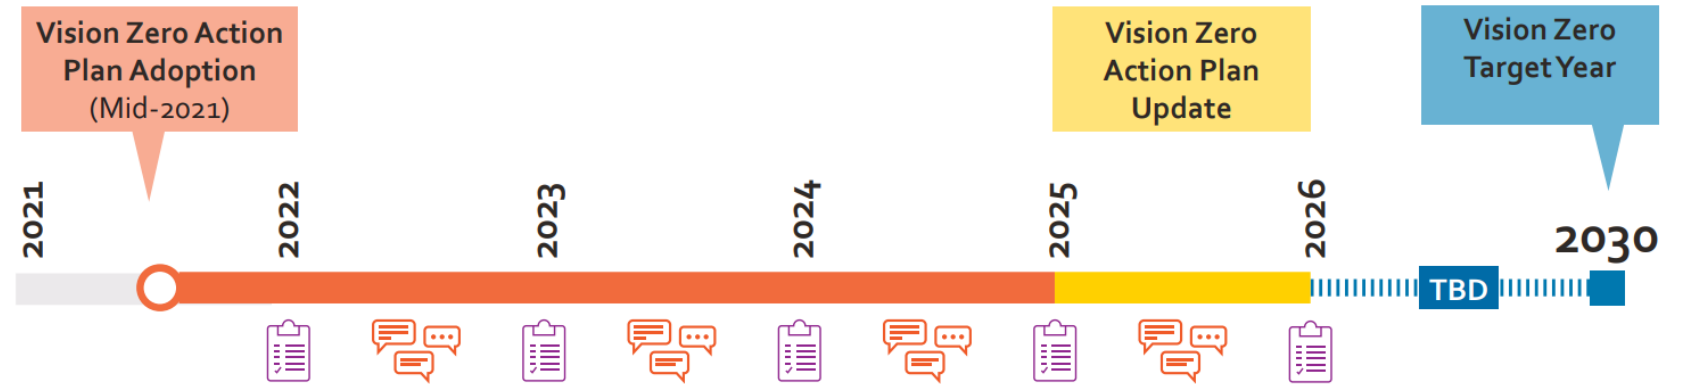 Vision Zero Action
Plan Adoption
(Mid-2021)
Vision Zero
Action Plan
Update
Vision Zero
Target Year
2021
2022
2023
2024
2025
2026
2030
TBD